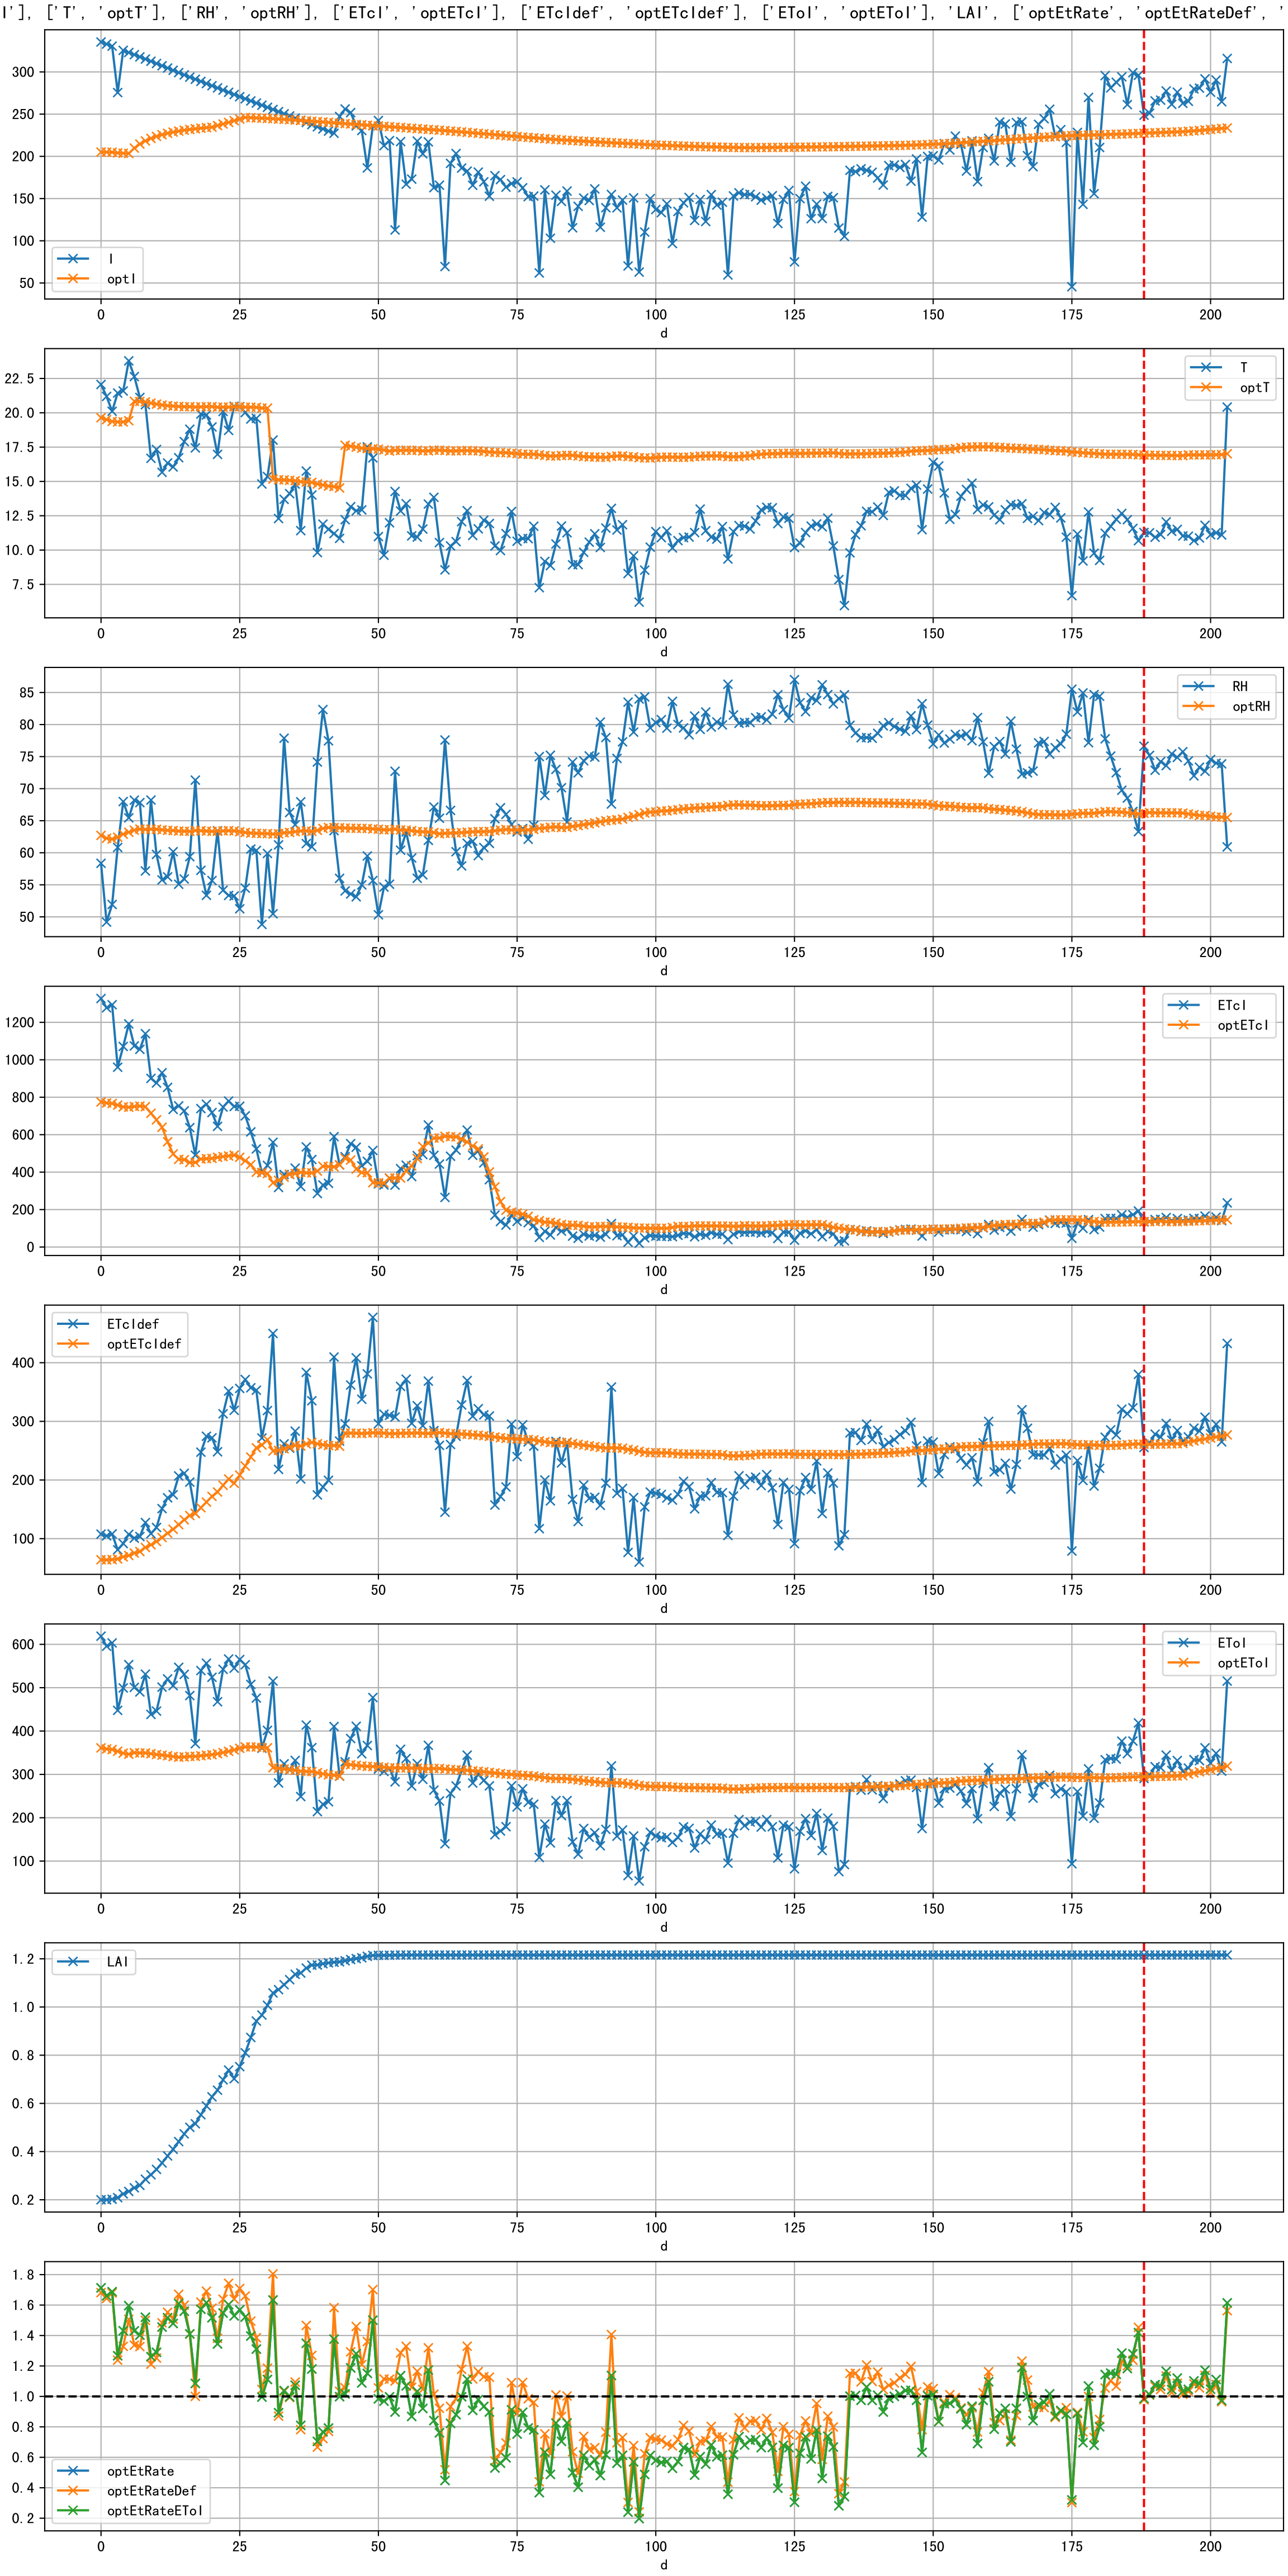 I'], ['T', 'optT'], ['RH', 'optRH'], ['ETcI', 'optETcI'], ['ETcIdef', 'optETcIdef'], ['EToI', 'optEToI'], 'LAI', ['optEtRate', 'optEtRateDef', '
300
250
200
150
100
50
I
optI
0 25 50 75 100 125 150 175 200
d
22.5
20.0
17.5
15.0
12.5
10.0
7.5
T
optT
0 25 50 75 100 125 150 175 200
d
85
80
75
70
65
60
55
50
RH
optRH
0 25 50 75 100 125 150 175 200
d
1200
1000
800
600
400
200
0
ETcI
optETcI
0 25 50 75 100 125 150 175 200
d
400
300
200
100
ETcIdef
optETcIdef
0 25 50 75 100 125 150 175 200
d
600
500
400
300
200
100
EToI
optEToI
0 25 50 75 100 125 150 175 200
d
1.2
1.0
0.8
0.6
0.4
0.2
LAI
0 25 50 75 100 125 150 175 200
d
1.8
1.6
1.4
1.2
1.0
0.8
0.6
0.4
0.2
optEtRate
optEtRateDef
optEtRateEToI
0 25 50 75 100 125 150 175 200
d